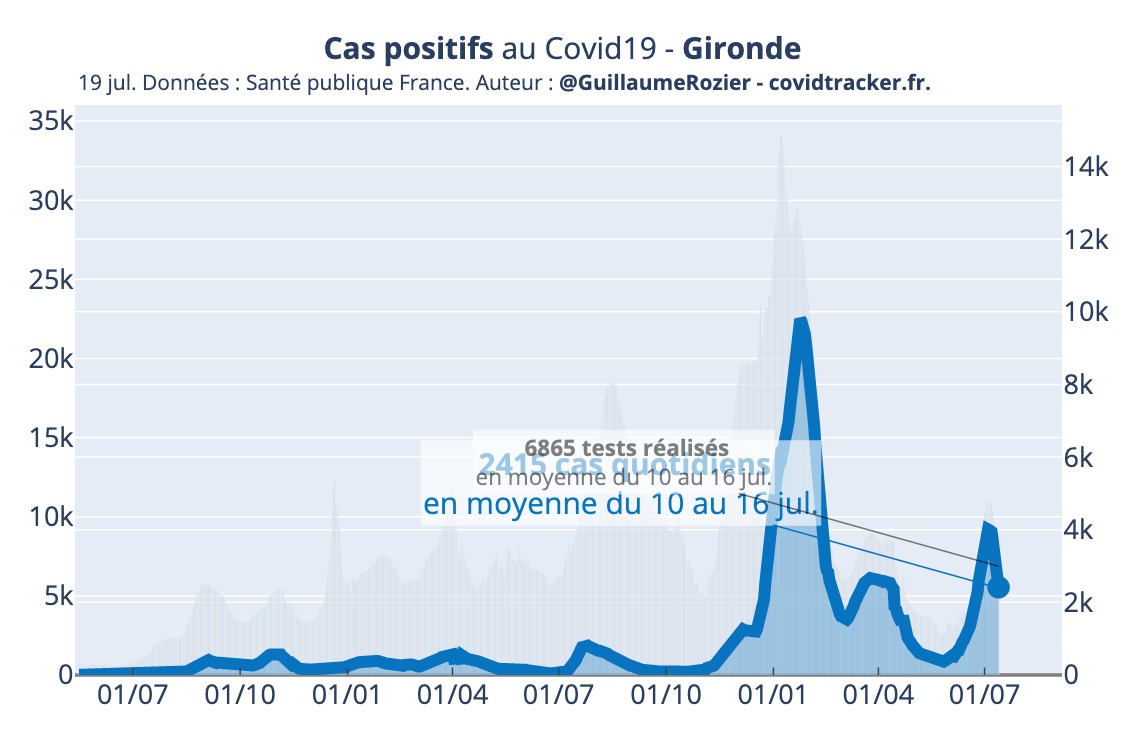 Cas positifs au Covid19 - Gironde
19 jul. Données : Santé publique France. Auteur : @GuillaumeRozier - covidtracker.fr.
35k
30k
25k
20k
15k
10k
5k
0
14k
12k
10k
8k
6k
4k
2k
0
6865 tests réalisés
en moyenne du 10 au 16 jul.
2415 cas quotidiens
en moyenne du 10 au 16 jul.
01/07 01/10 01/01 01/04 01/07 01/10 01/01 01/04 01/07